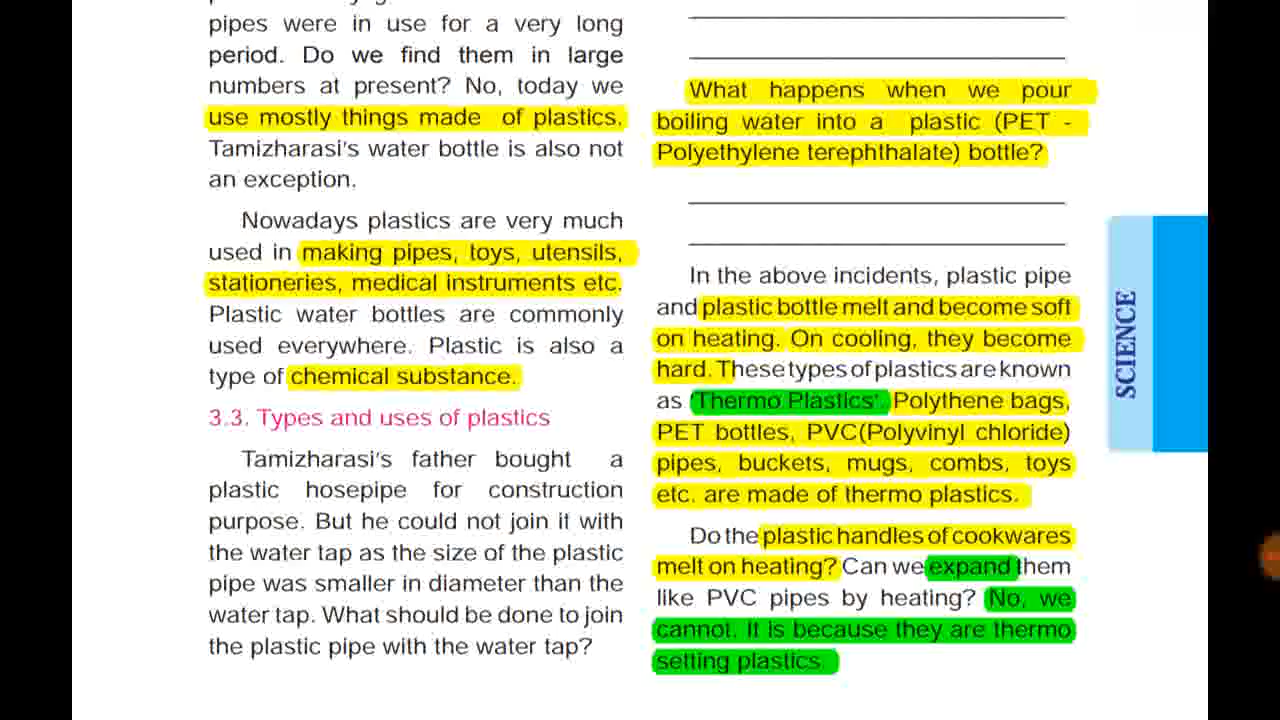 pipes were in use for a very long
period. Do we find them in large
numbers at present? No, today we
use mostly things made of plastics.
Tamizharasi's water bottle is also not
an exception.
Nowadays plastics are very much
used in making pipes, toys, utensils,
stationeries, medical instruments etc.
Plastic water bottles are commonly
used everywhere. Plastic is also a
type of chemical substance.
3.3. Types and uses of plastics
Tamizharasi's father bought a
plastic hosepipe for construction
purpose. But he could not join it with
the water tap as the size of the plastic
pipe was smaller in diameter than the
water tap. What should be done to join
the plastic pipe with the water tap?
What happens when we pour
boiling water into a plastic (PET -
Polyethylene terephthalate) bottle?
In the above incidents, plastic pipe
and plastic bottle melt and become soft
on heating. On cooling, they become
hard. These types of plastics are known
as 'Thermo Plastics'. Polythene bags,
PET bottles, PVC(Polyvinyl chloride)
pipes, buckets, mugs, combs, toys
etc. are made of thermo plastics.
Do the plastic handles of cookwares
melt on heating? Can we expand them
like PVC pipes by heating? No, we
cannot. It is because they are thermo
setting plastics.
SCIENCE